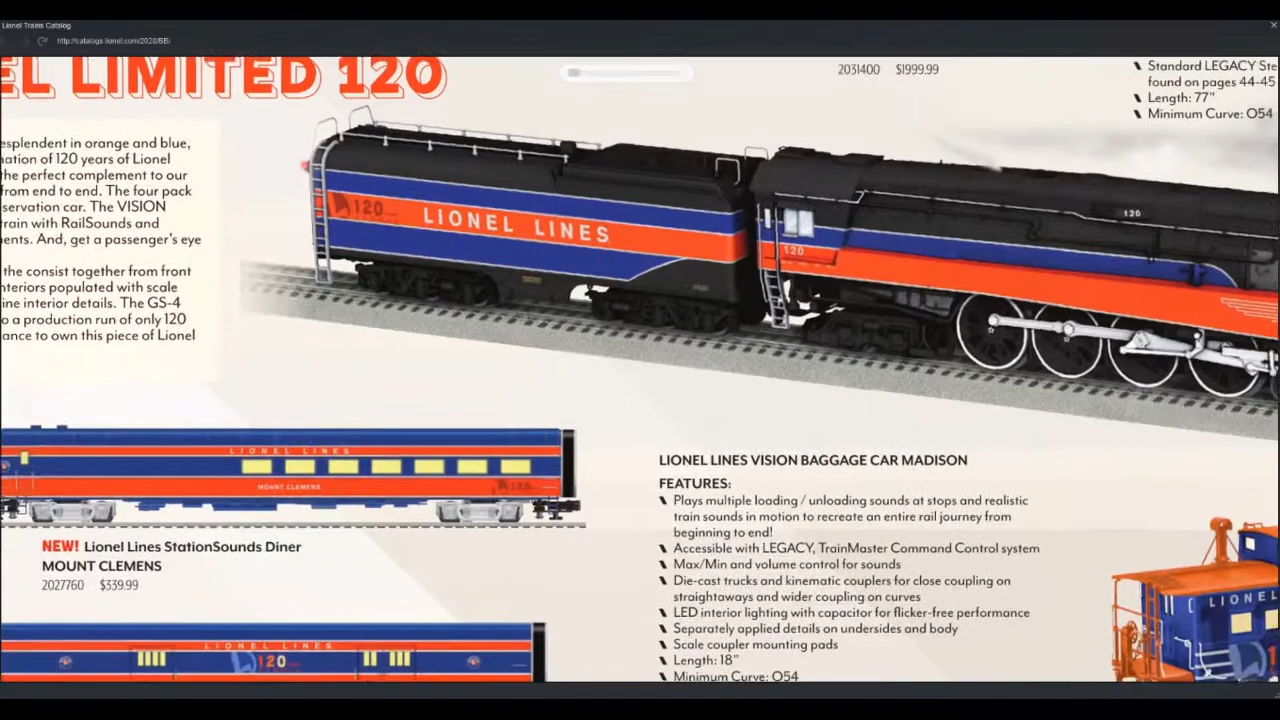 Lionel Trains Catalog
http://catalogs.lionel.com/2020/BB/
EL LIMITED 120
2031400 $1999.99
Standard LEGACY Ste
found on pages 44-45
Length: 77"
Minimum Curve: O54
esplendent in orange and blue,
nation of 120 years of Lionel
the perfect complement to our
from end to end. The four pack
servation car. The VISION
train with RailSounds and
nents. And, get a passenger's eye
the consist together from front
nteriors populated with scale
ine interior details. The GS-4
o a production run of only 120
ance to own this piece of Lionel
120
LIONEL LINES
120
120
LIONEL LINES
MOUNT CLEMENS
120
NEW! Lionel Lines StationSounds Diner
MOUNT CLEMENS
2027760 $339.99
LIONEL LINES
120
LIONEL LINES VISION BAGGAGE CAR MADISON
FEATURES:
Plays multiple loading / unloading sounds at stops and realistic
train sounds in motion to recreate an entire rail journey from
beginning to end!
Accessible with LEGACY, TrainMaster Command Control system
Max/Min and volume control for sounds
Die-cast trucks and kinematic couplers for close coupling on
straightaways and wider coupling on curves
LED interior lighting with capacitor for flicker-free performance
Separately applied details on undersides and body
Scale coupler mounting pads
Length: 18"
Minimum Curve: O54
LIONEL